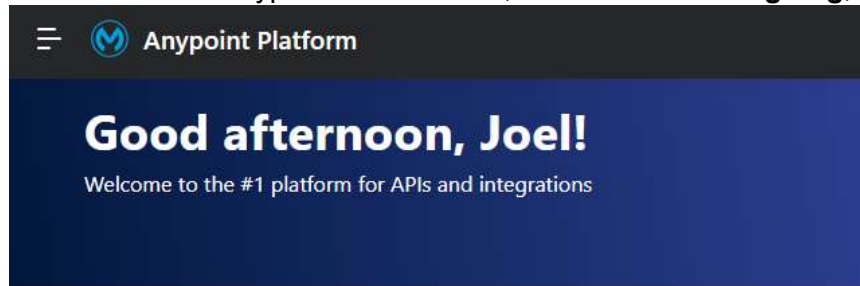 Anypoint Platform
Good afternoon, Joel!
Welcome to the #1 platform for APIs and integrations